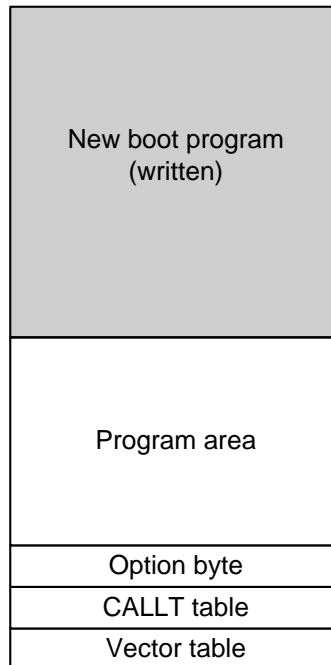 New boot program
(written)
Program area
Option byte
CALLT table
Vector table